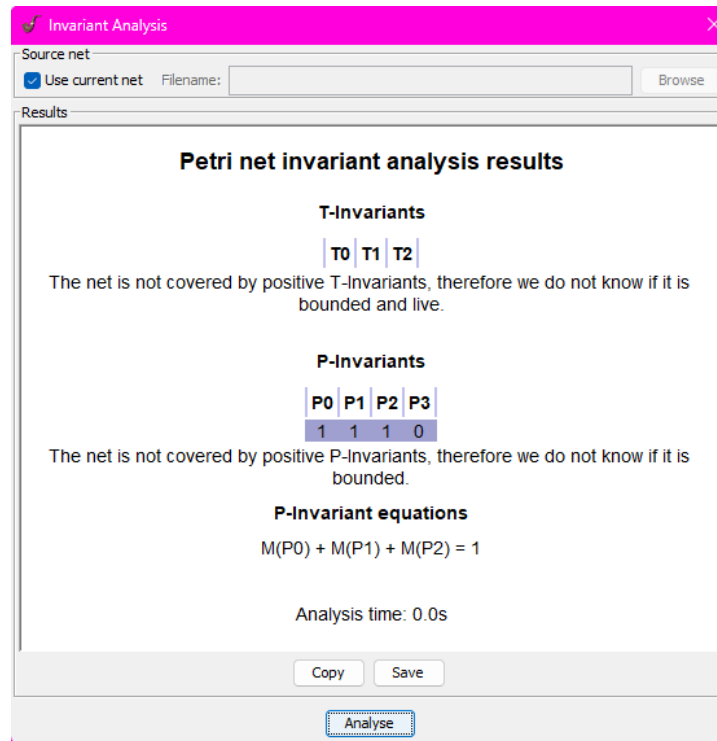 Invariant Analysis
Source net
Use current net Filename: Browse
Results
Petri net invariant analysis results
T-Invariants
T0 T1 T2
The net is not covered by positive T-Invariants, therefore we do not know if it is
bounded and live.
P-Invariants
P0 P1 P2 P3
1 1 1 0
The net is not covered by positive P-Invariants, therefore we do not know if it is
bounded.
P-Invariant equations
M(P0) + M(P1) + M(P2) = 1
Analysis time: 0.0s
Copy Save
Analyse